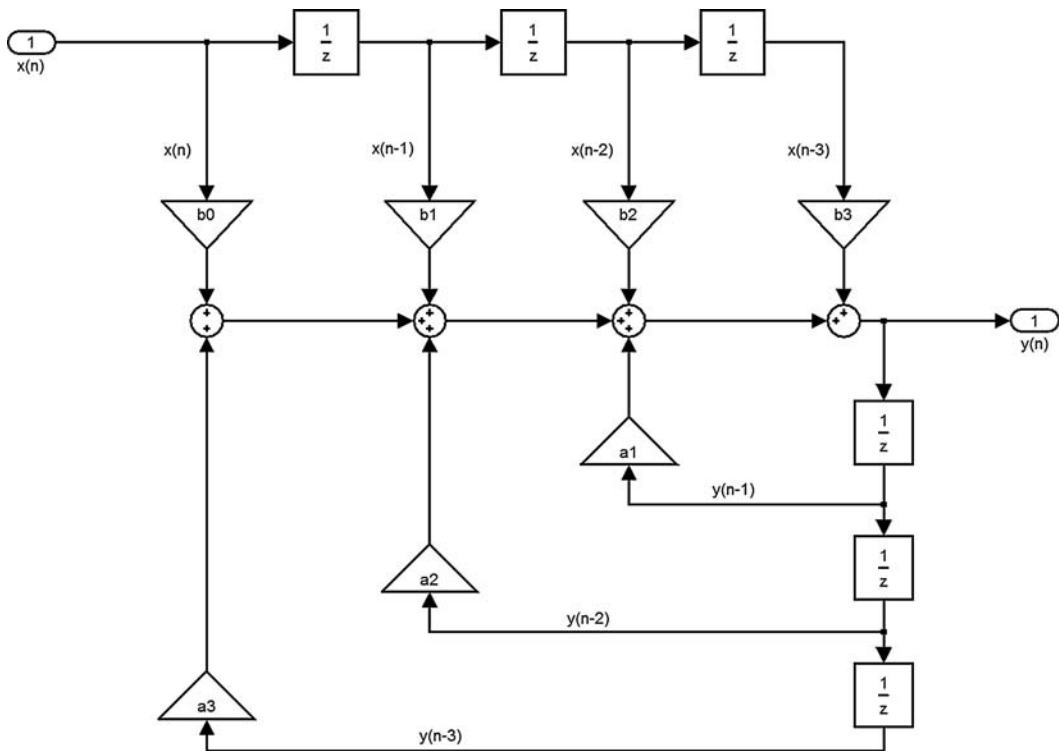 1
x(n)
1
z
1
z
1
z
x(n)
x(n-1)
x(n-2)
x(n-3)
b0
b1
b2
b3
+
+
+
+
+
+
+
+
+
+
1
y(n)
1
z
a1
y(n-1)
1
z
a2
y(n-2)
1
z
a3
y(n-3)